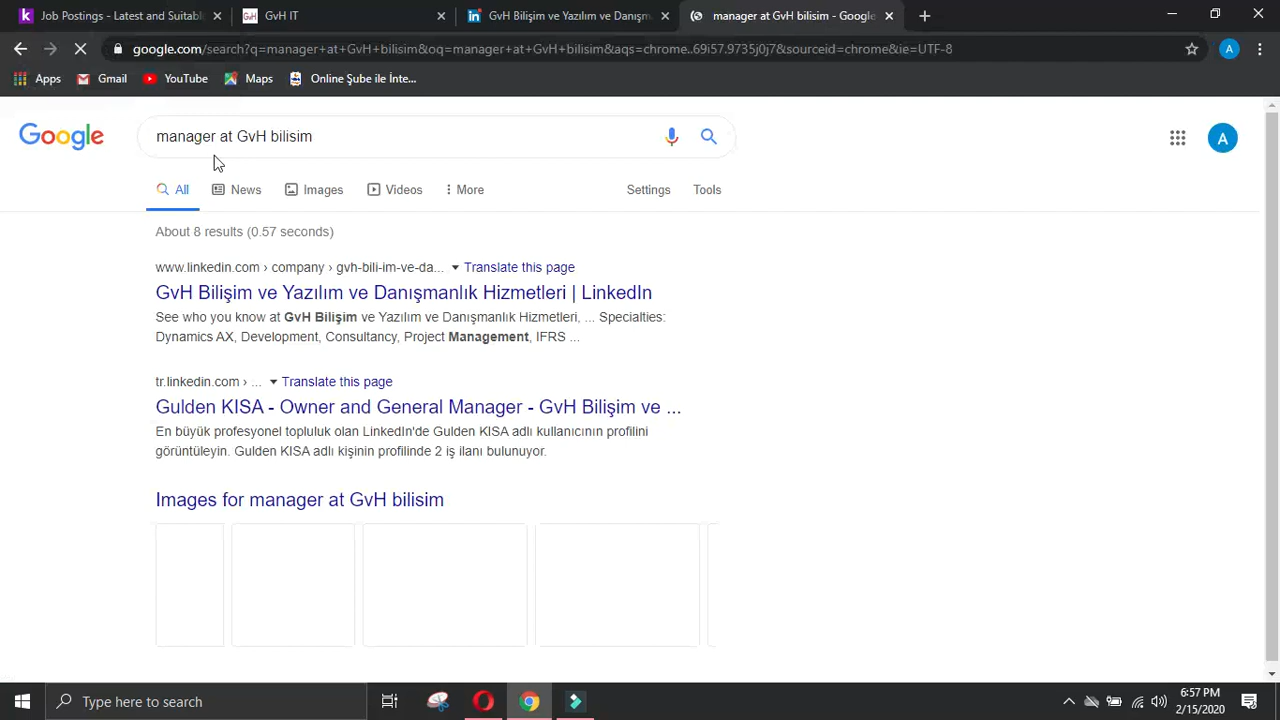 Job Postings - Latest and Suitabl
GvH IT
GvH Bilişim ve Yazılım ve Danışm
manager at GvH bilisim - Google
google.com/search?q=manager+at+GvH+bilisim&oq=manager+at+GvH+bilisim&aqs=chrome..69i57.9735j0j7&sourceid=chrome&ie=UTF-8
A
Apps
Gmail
YouTube
Maps
Online Şube ile İnte...
Google
manager at GvH bilisim
A
All
News
Images
Videos
More
Settings
Tools
About 8 results (0.57 seconds)
www.linkedin.com › company › gvh-bili-im-ve-da... Translate this page
GvH Bilişim ve Yazılım ve Danışmanlık Hizmetleri | LinkedIn
See who you know at GvH Bilişim ve Yazılım ve Danışmanlık Hizmetleri, ... Specialties:
Dynamics AX, Development, Consultancy, Project Management, IFRS ...
tr.linkedin.com › ... Translate this page
Gulden KISA - Owner and General Manager - GvH Bilişim ve ...
En büyük profesyonel topluluk olan LinkedIn'de Gulden KISA adlı kullanıcının profilini
görüntüleyin. Gulden KISA adlı kişinin profilinde 2 iş ilanı bulunuyor.
Images for manager at GvH bilisim
Type here to search
6:57 PM
2/15/2020